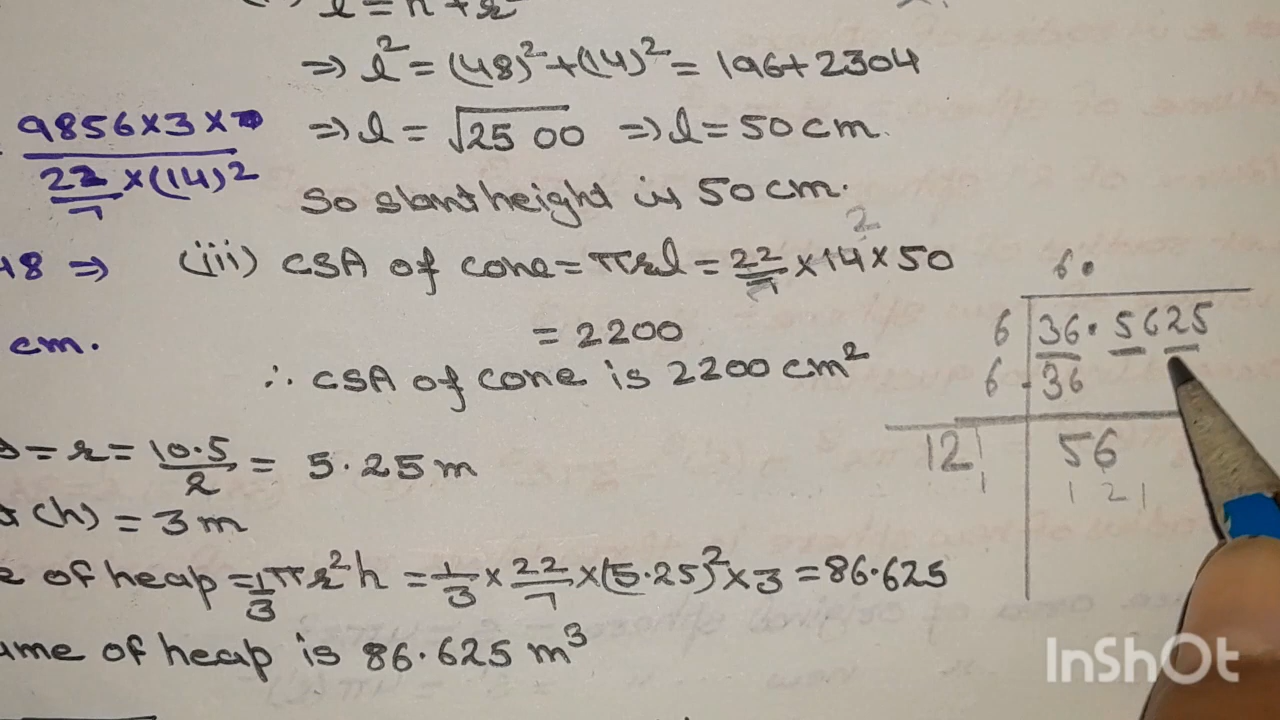 l = h + r
⇒ l² = (48)² + (14)² = 196 + 2304
9856×3×7
22/7 ×(14)²
⇒ l = √2500 ⇒ l = 50 cm.
So slant height is 50 cm.
48 ⇒
(iii) CSA of cone = πrl = 22/7 × 14 × 50
2
cm.
= 2200
∴ CSA of cone is 2200 cm²
= r = 10.5/2 = 5.25 m
(h) = 3 m
of heap = 1/3 πr²h = 1/3 × 22/7 × (5.25)² × 3 = 86.625
of heap is 86.625 m³
6.
6 36.5625
6 - 36
12 56
1 121
InShOt